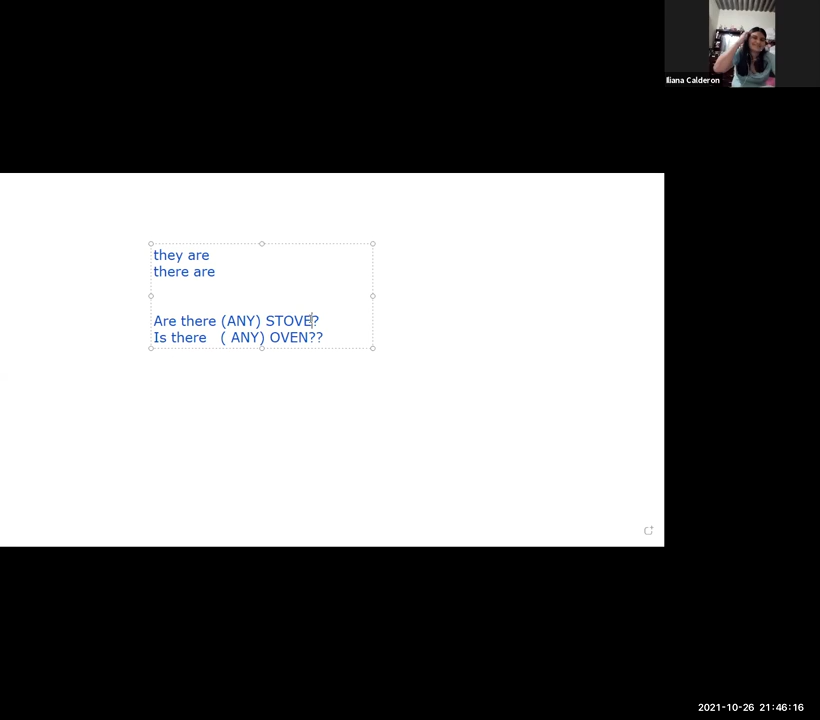 Iliana Calderon
they are
there are
Are there (ANY) STOVE?
Is there ( ANY) OVEN??
2021-10-26 21:46:16